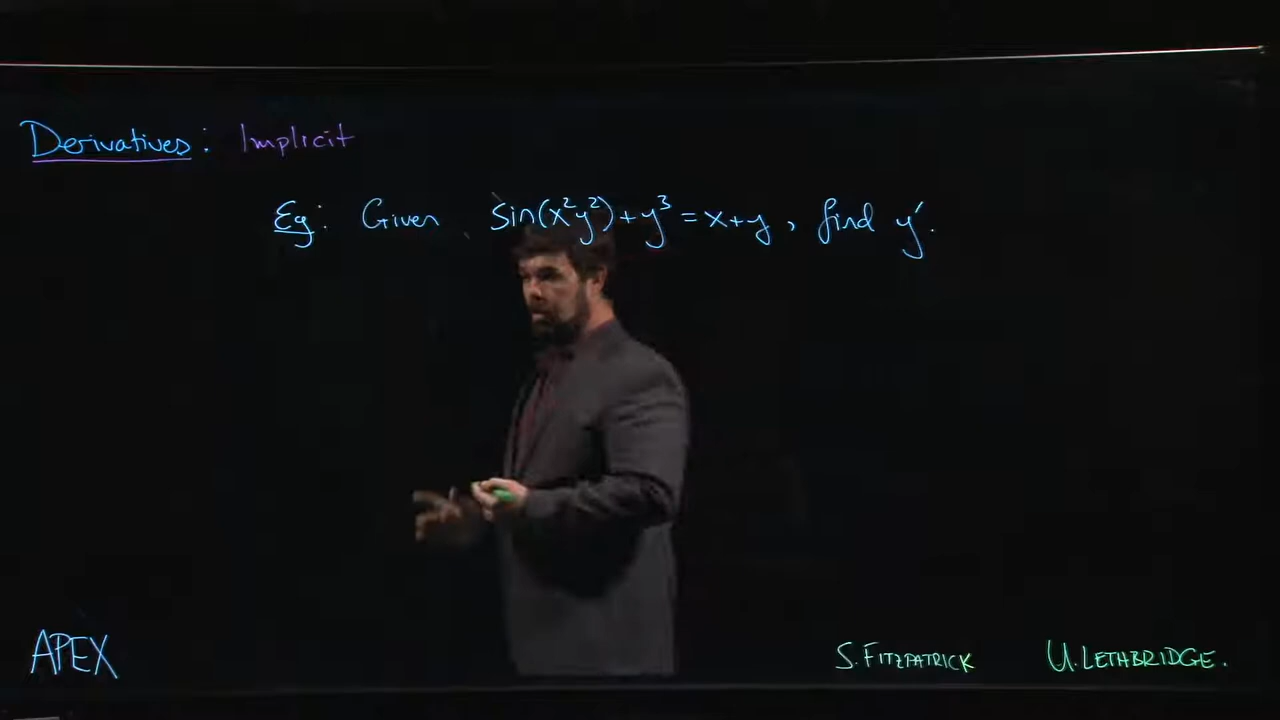 Derivatives: Implicit
Eg: Given sin(x²y²)+y³=x+y, find y′.
APEX
S. FITZPATRICK U. LETHBRIDGE.